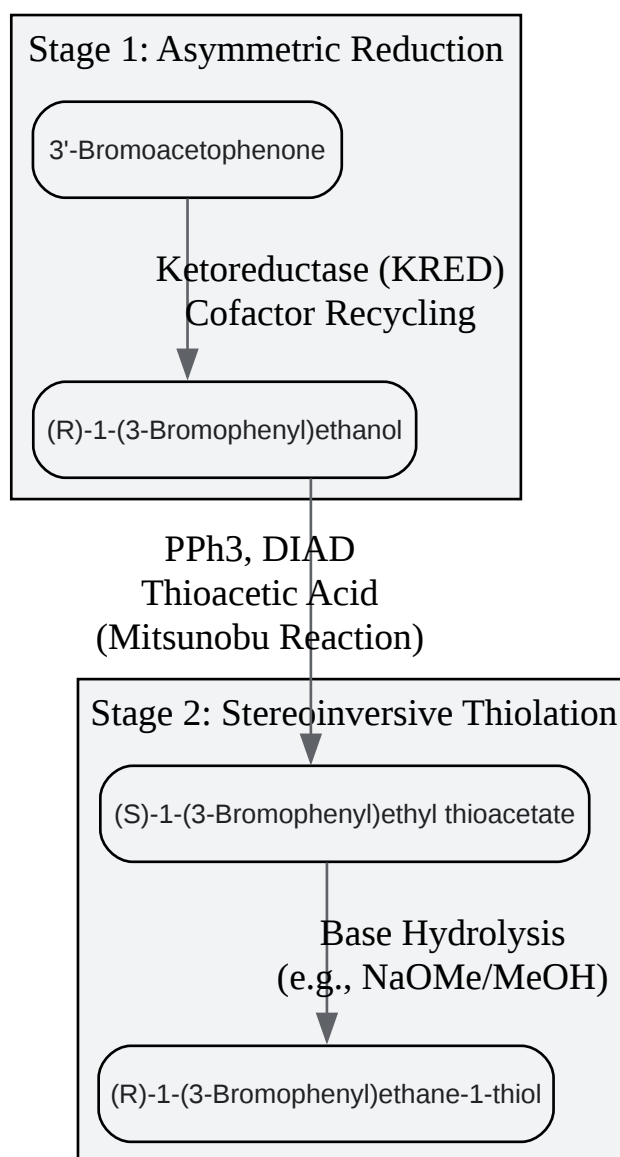 Stage 1: Asymmetric Reduction
3'-Bromoacetophenone
Ketoreductase (KRED)
Cofactor Recycling
(R)-1-(3-Bromophenyl)ethanol
PPh3, DIAD
Thioacetic Acid
(Mitsunobu Reaction)
Stage 2: Stereoinversive Thiolation
(S)-1-(3-Bromophenyl)ethyl thioacetate
Base Hydrolysis
(e.g., NaOMe/MeOH)
(R)-1-(3-Bromophenyl)ethane-1-thiol